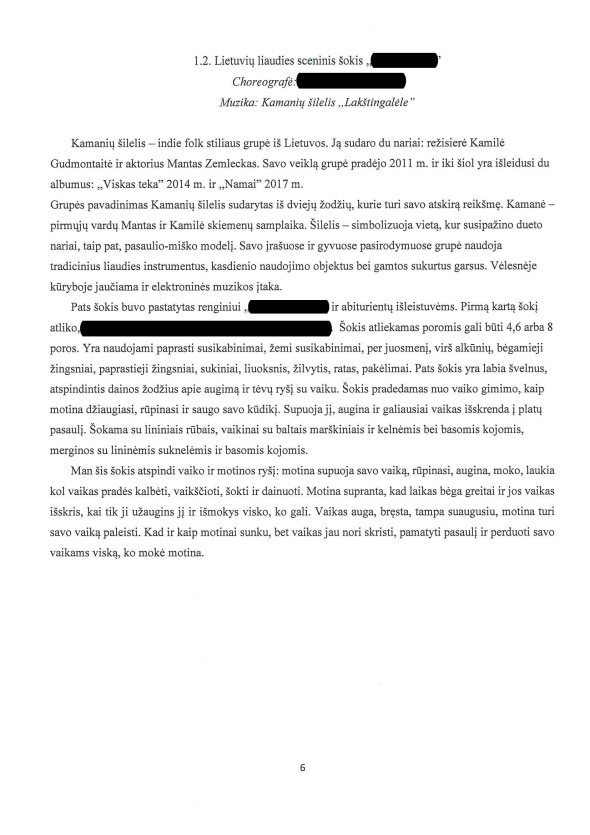 1.2. Lietuvių liaudies sceninis šokis „ ”
Choreografė:
Muzika: Kamanių šilelis „Lakštingalėle”
Kamanių šilelis – indie folk stiliaus grupė iš Lietuvos. Ją sudaro du nariai: režisierė Kamilė
Gudmontaitė ir aktorius Mantas Zemleckas. Savo veiklą grupė pradėjo 2011 m. ir iki šiol yra išleidusi du
albumus: „Viskas teka” 2014 m. ir „Namai” 2017 m.
Grupės pavadinimas Kamanių šilelis sudarytas iš dviejų žodžių, kurie turi savo atskirą reikšmę. Kamanė –
pirmųjų vardų Mantas ir Kamilė skiemenų samplaika. Šilelis – simbolizuoja vietą, kur susipažino dueto
nariai, taip pat, pasaulio-miško modelį. Savo įrašuose ir gyvuose pasirodymuose grupė naudoja
tradicinius liaudies instrumentus, kasdienio naudojimo objektus bei gamtos sukurtus garsus. Vėlesnėje
kūryboje jaučiama ir elektroninės muzikos įtaka.
Pats šokis buvo pastatytas renginiui „ ir abiturientų išleistuvėms. Pirmą kartą šokį
atliko, Šokis atliekamas poromis gali būti 4,6 arba 8
poros. Yra naudojami paprasti susikabinimai, žemi susikabinimai, per juosmenį, virš alkūnių, bėgamieji
žingsniai, paprastieji žingsniai, sukiniai, liuoksnis, žilvytis, ratas, pakėlimai. Pats šokis yra labia švelnus,
atspindintis dainos žodžius apie augimą ir tėvų ryšį su vaiku. Šokis pradedamas nuo vaiko gimimo, kaip
motina džiaugiasi, rūpinasi ir saugo savo kūdikį. Supuoja jį, augina ir galiausiai vaikas išskrenda į platų
pasaulį. Šokama su lininiais rūbais, vaikinai su baltais marškiniais ir kelnėmis bei basomis kojomis,
merginos su lininėmis suknelėmis ir basomis kojomis.
Man šis šokis atspindi vaiko ir motinos ryšį: motina supuoja savo vaiką, rūpinasi, augina, moko, laukia
kol vaikas pradės kalbėti, vaikščioti, šokti ir dainuoti. Motina supranta, kad laikas bėga greitai ir jos vaikas
išskris, kai tik ji užaugins jį ir išmokys visko, ko gali. Vaikas auga, bręsta, tampa suaugusiu, motina turi
savo vaiką paleisti. Kad ir kaip motinai sunku, bet vaikas jau nori skristi, pamatyti pasaulį ir perduoti savo
vaikams viską, ko mokė motina.
6